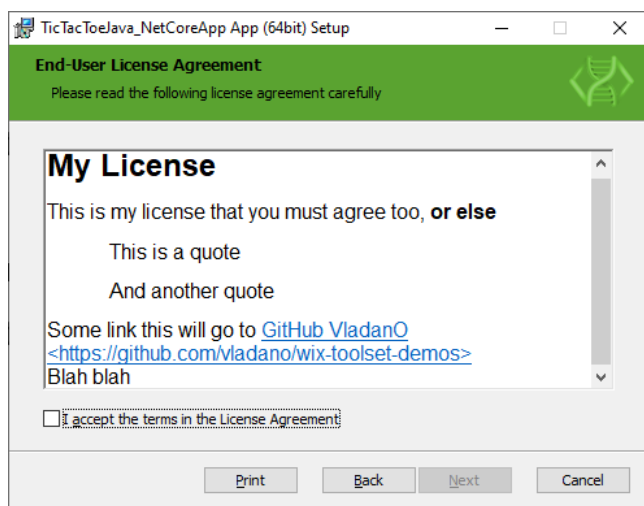 TicTacToeJava_NetCoreApp App (64bit) Setup
End-User License Agreement
Please read the following license agreement carefully
My License
This is my license that you must agree too, or else
This is a quote
And another quote
Some link this will go to GitHub VladanO
<https://github.com/vladano/wix-toolset-demos>
Blah blah
I accept the terms in the License Agreement
Print Back Next Cancel